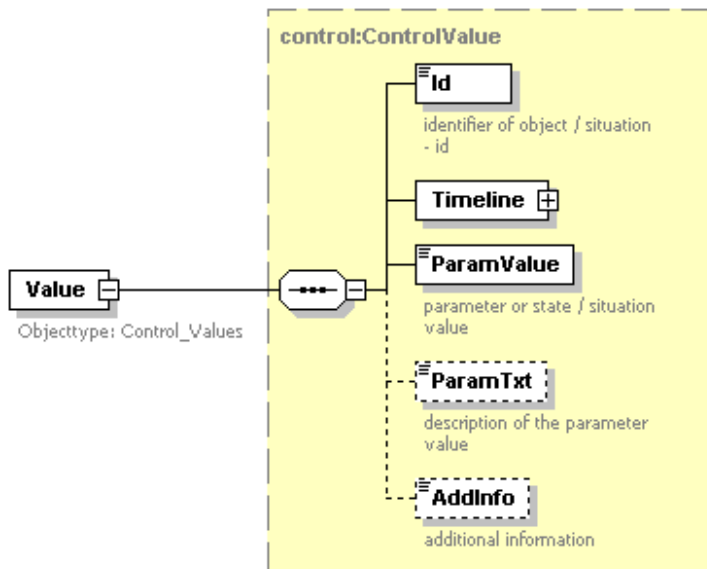 control:ControlValue
Id
identifier of object / situation
- id
Timeline
ParamValue
parameter or state / situation
value
Value
Objecttype: Control_Values
ParamTxt
description of the parameter
value
AddInfo
additional information